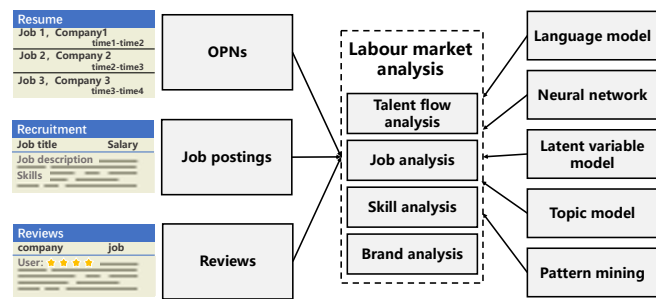 Resume
Job 1, Company1
time1-time2
Job 2, Company 2
time2-time3
Job 3, Company 3
time3-time4
OPNs
Recruitment
Job title Salary
Job description
Skills
Job postings
Reviews
company job
User:
Reviews
Labour market
analysis
Talent flow
analysis
Job analysis
Skill analysis
Brand analysis
Language model
Neural network
Latent variable
model
Topic model
Pattern mining